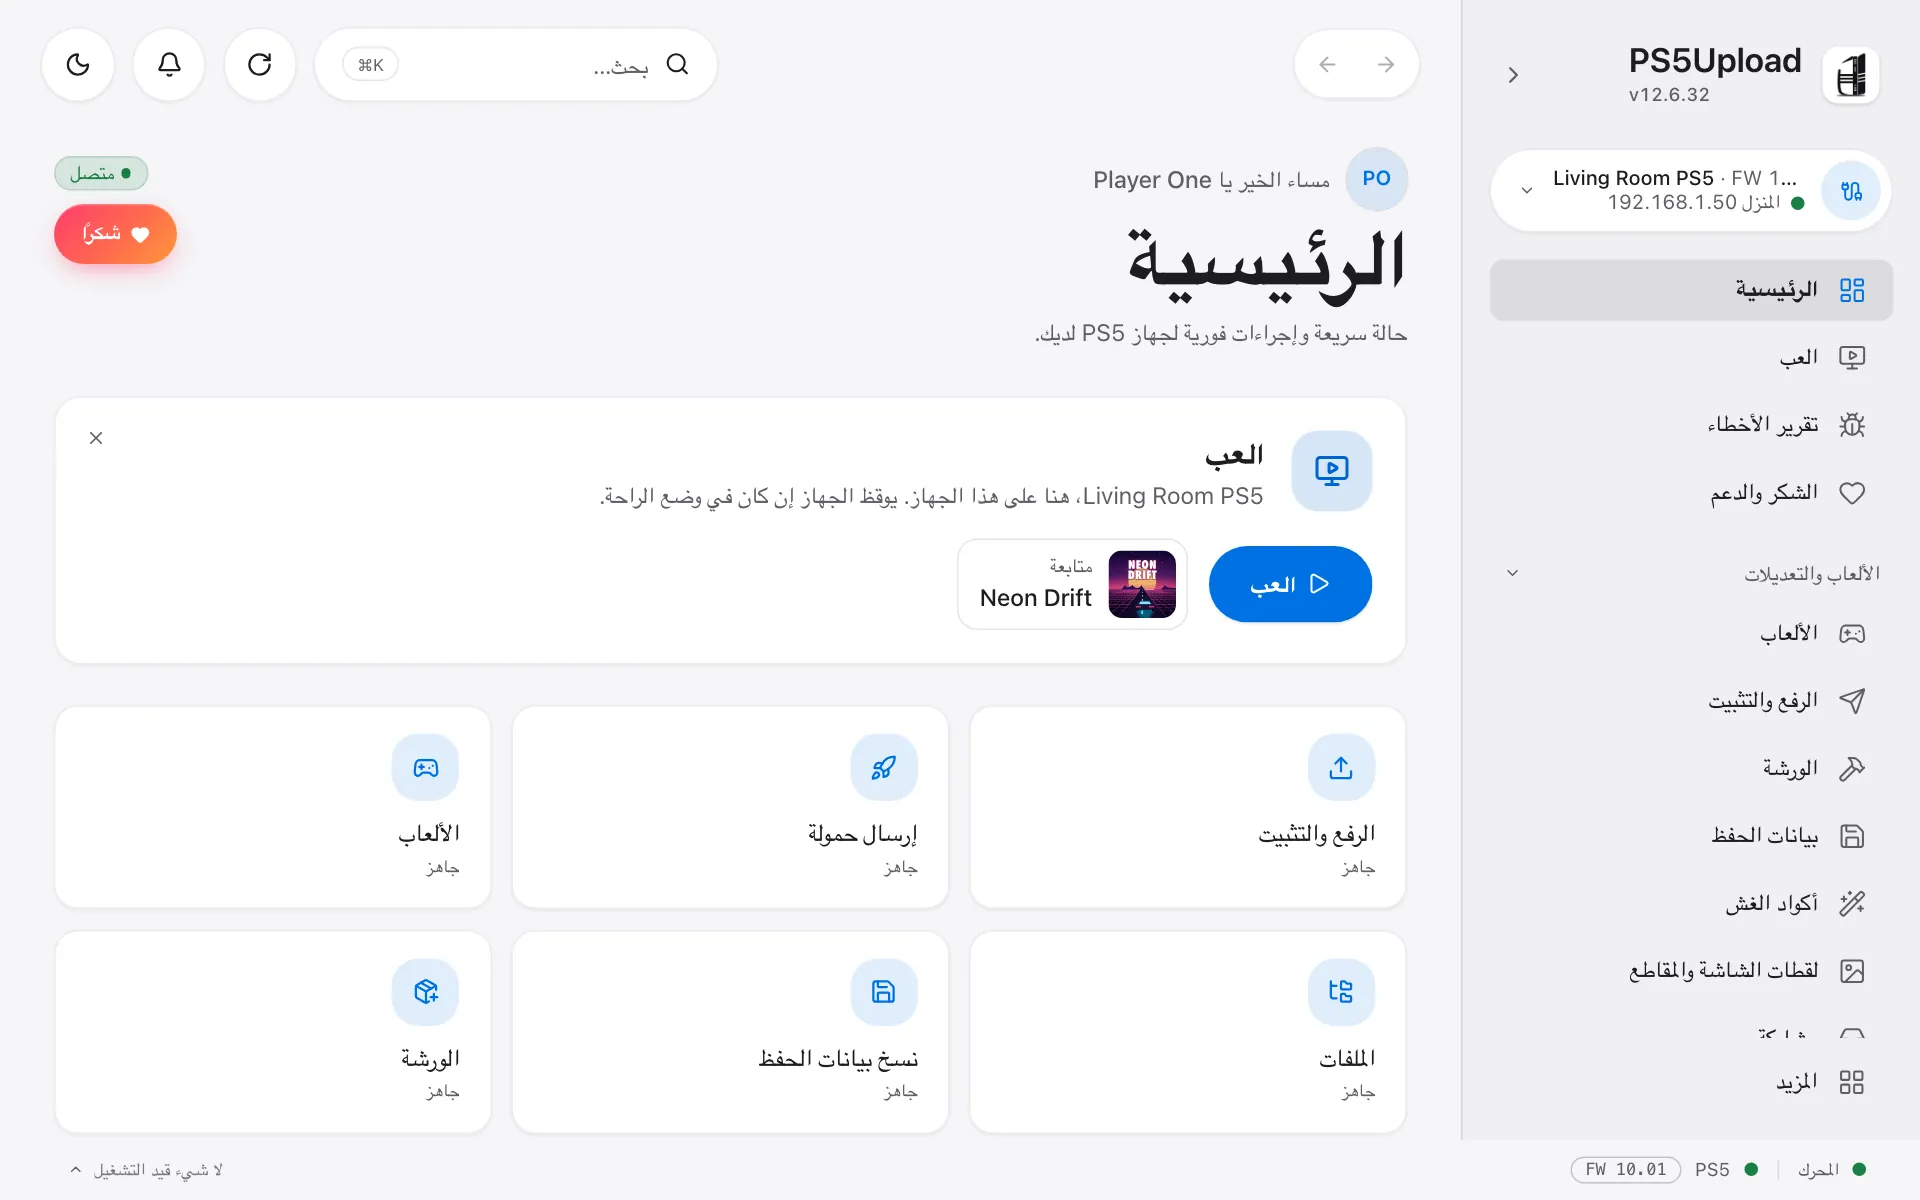 PS5Upload
v12.6.32
Living Room PS5 · FW 1...
المنزل 192.168.1.50
الرئيسية
العب
تقرير الأخطاء
الشكر والدعم
الألعاب والتعديلات
الألعاب
الرفع والتثبيت
الورشة
بيانات الحفظ
أكواد الغش
لقطات الشاشة والمقاطع
المزيد
بحث...
⌘K
PO
مساء الخير يا Player One
الرئيسية
حالة سريعة وإجراءات فورية لجهاز PS5 لديك.
متصل
شكرًا
العب
Living Room PS5، هنا على هذا الجهاز. يوقظ الجهاز إن كان في وضع الراحة.
العب
NEON
DRIFT
متابعة
Neon Drift
الرفع والتثبيت
جاهز
إرسال حمولة
جاهز
الألعاب
جاهز
الملفات
جاهز
نسخ بيانات الحفظ
جاهز
الورشة
جاهز
المحرك
PS5
FW 10.01
لا شيء قيد التشغيل